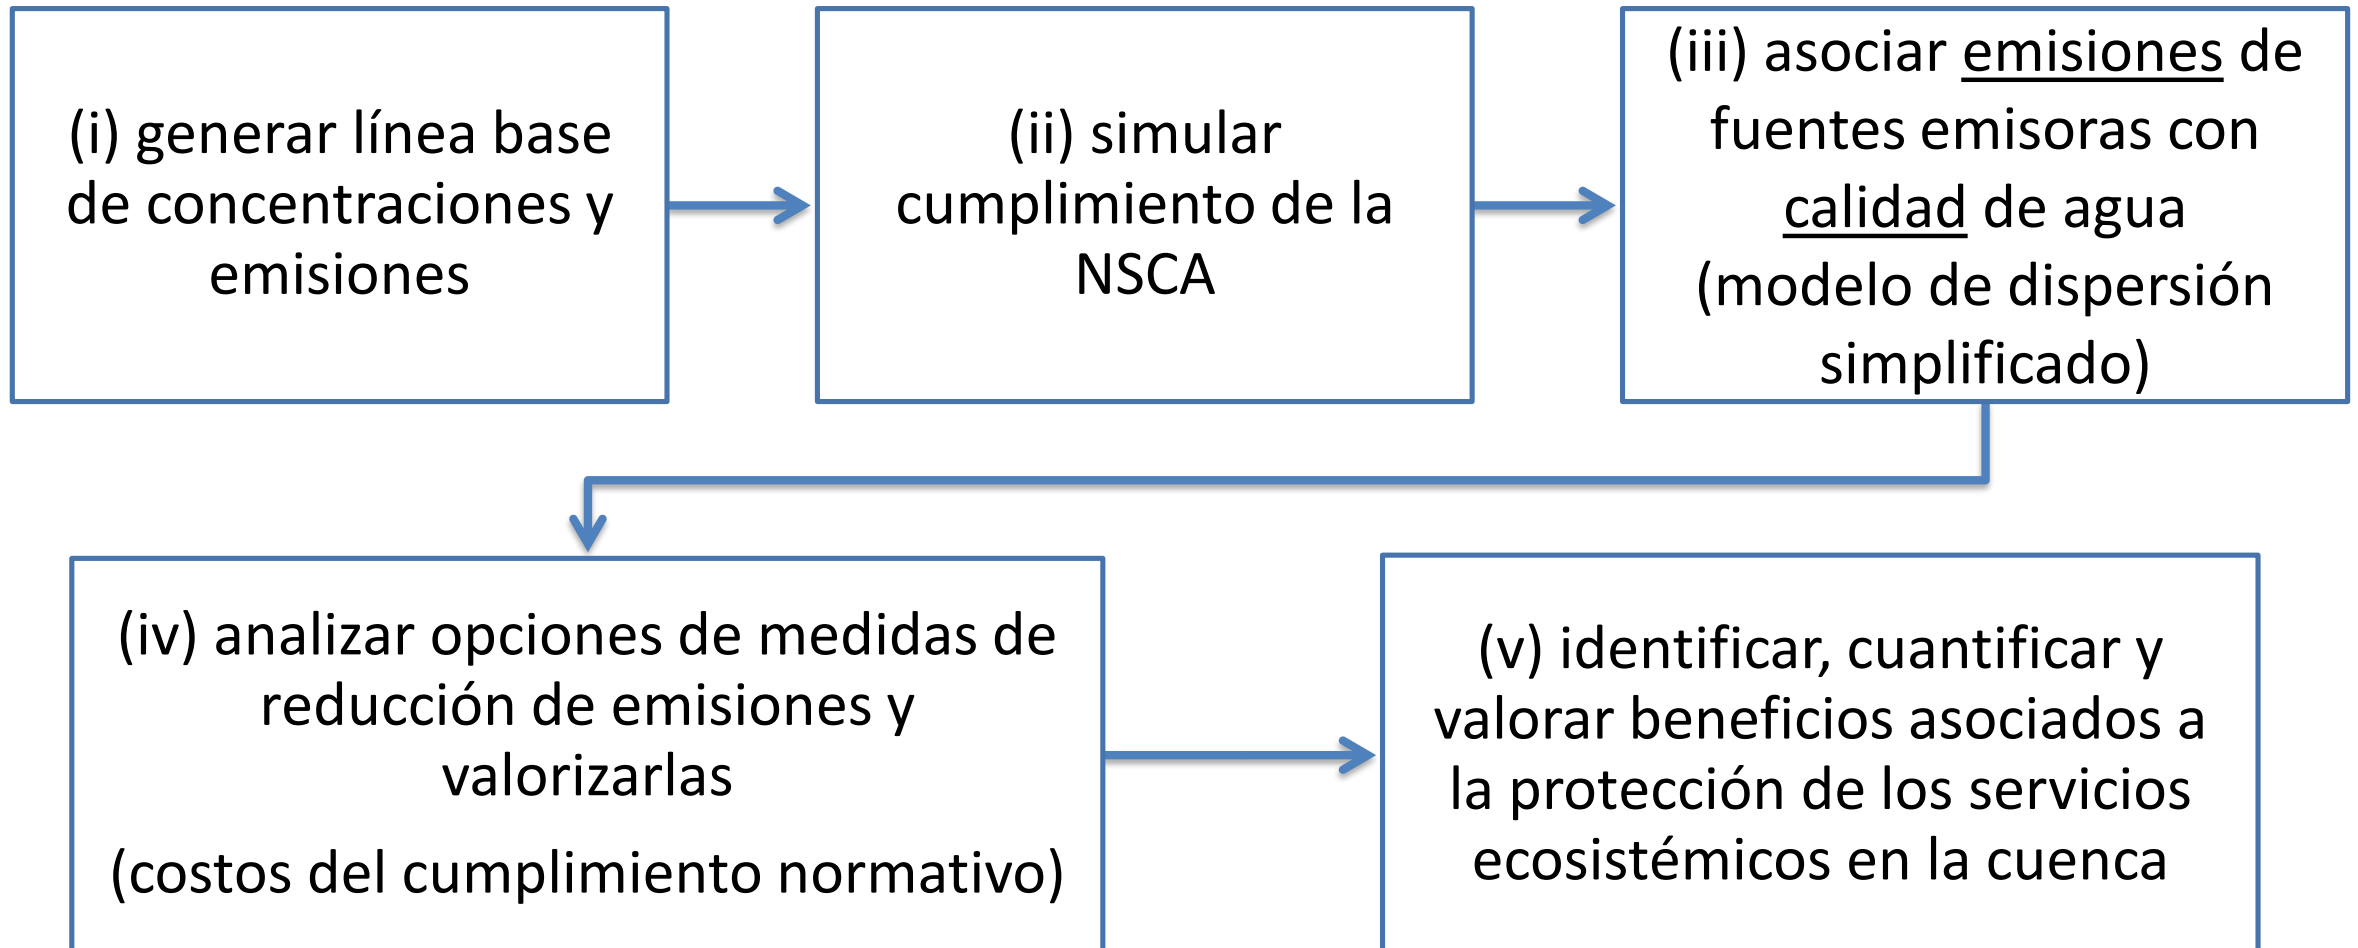 (i) generar línea base
de concentraciones y
emisiones
(ii) simular
cumplimiento de la
NSCA
(iii) asociar emisiones de
fuentes emisoras con
calidad de agua
(modelo de dispersión
simplificado)
(iv) analizar opciones de medidas de
reducción de emisiones y
valorizarlas
(costos del cumplimiento normativo)
(v) identificar, cuantificar y
valorar beneficios asociados a
la protección de los servicios
ecosistémicos en la cuenca